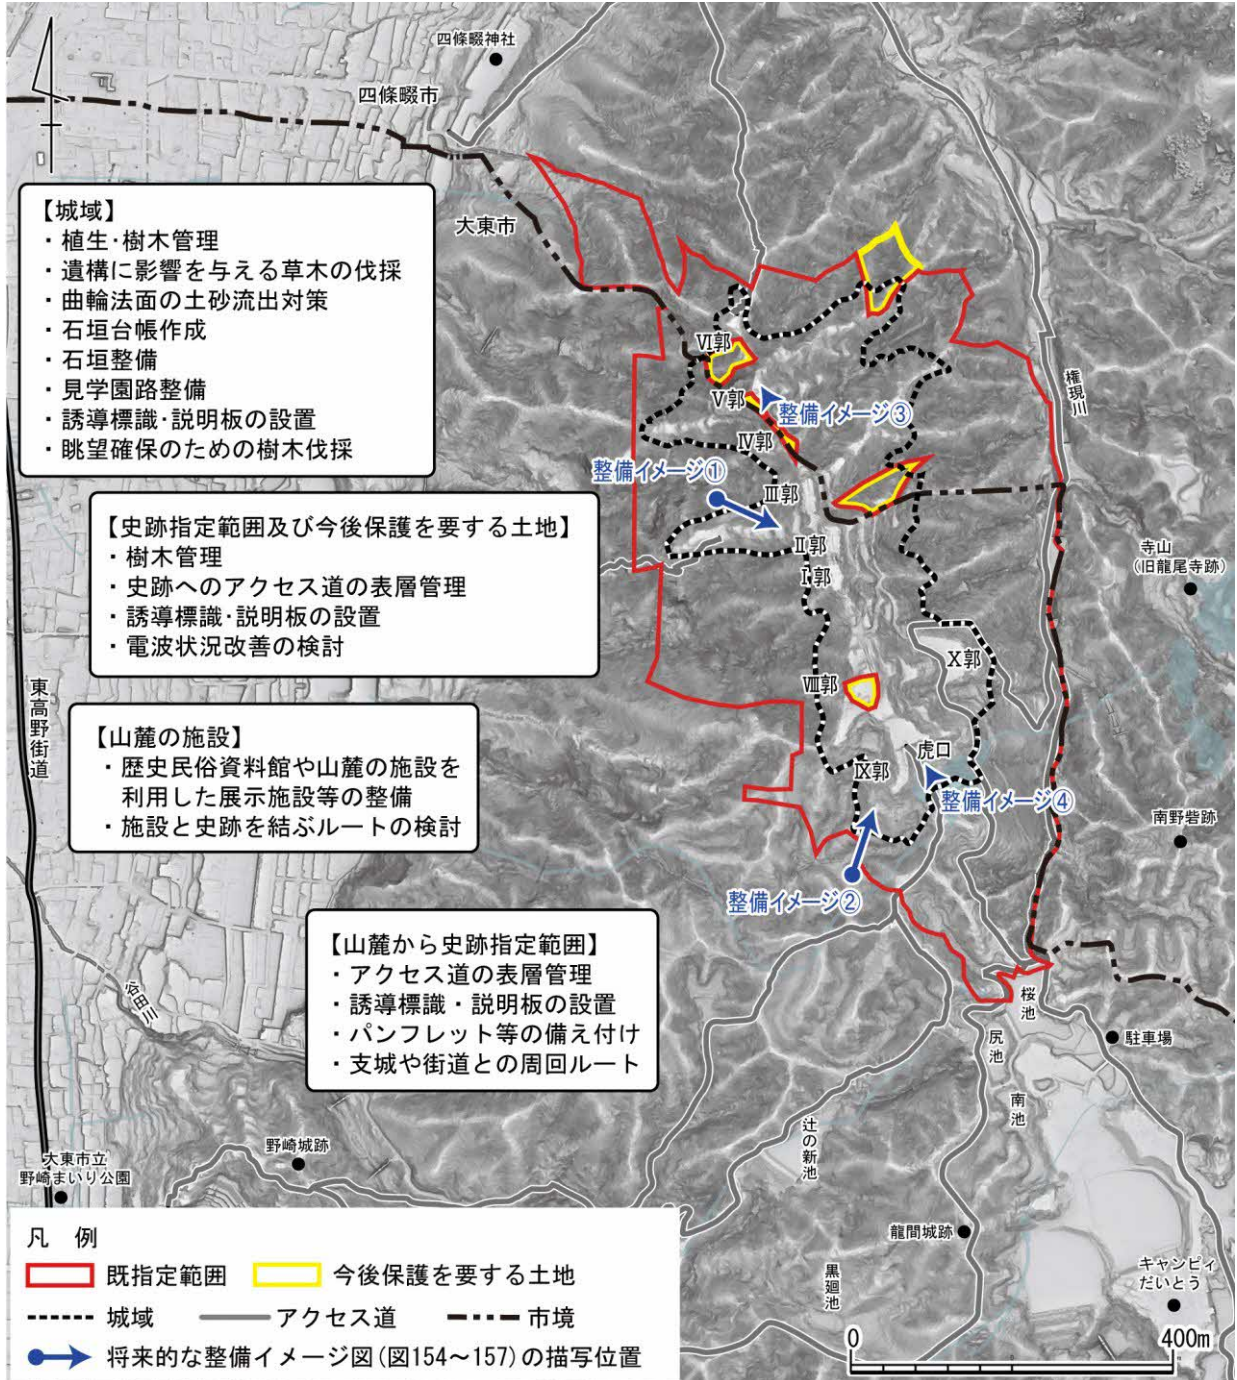 四條畷神社
四條畷市
大東市
【城域】
・植生･樹木管理
・遺構に影響を与える草木の伐採
・曲輪法面の土砂流出対策
・石垣台帳作成
・石垣整備
・見学園路整備
・誘導標識･説明板の設置
・眺望確保のための樹木伐採
Ⅵ郭
Ⅴ郭
整備イメージ③
権現川
Ⅳ郭
整備イメージ①
Ⅲ郭
Ⅱ郭
Ⅰ郭
【史跡指定範囲及び今後保護を要する土地】
・樹木管理
・史跡へのアクセス道の表層管理
・誘導標識･説明板の設置
・電波状況改善の検討
寺山
(旧龍尾寺跡)
Ⅹ郭
Ⅷ郭
東高野街道
【山麓の施設】
・歴史民俗資料館や山麓の施設を
利用した展示施設等の整備
・施設と史跡を結ぶルートの検討
虎口
Ⅸ郭
整備イメージ④
南野砦跡
整備イメージ②
【山麓から史跡指定範囲】
・アクセス道の表層管理
・誘導標識・説明板の設置
・パンフレット等の備え付け
・支城や街道との周回ルート
谷田川
桜池
尻池
駐車場
南池
辻の新池
野崎城跡
大東市立
野崎まいり公園
龍間城跡
黒廻池
キャンピィ
だいとう
凡 例
既指定範囲
今後保護を要する土地
城域
アクセス道
市境
将来的な整備イメージ図(図154～157)の描写位置
0 400m